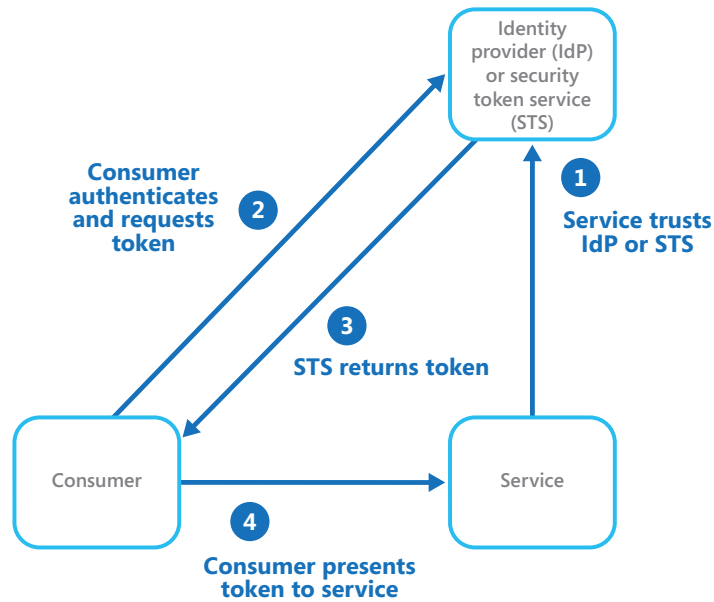 Identity
provider (IdP)
or security
token service
(STS)
Consumer
authenticates
and requests
token
2
1
Service trusts
IdP or STS
3
STS returns token
Consumer
Service
4
Consumer presents
token to service